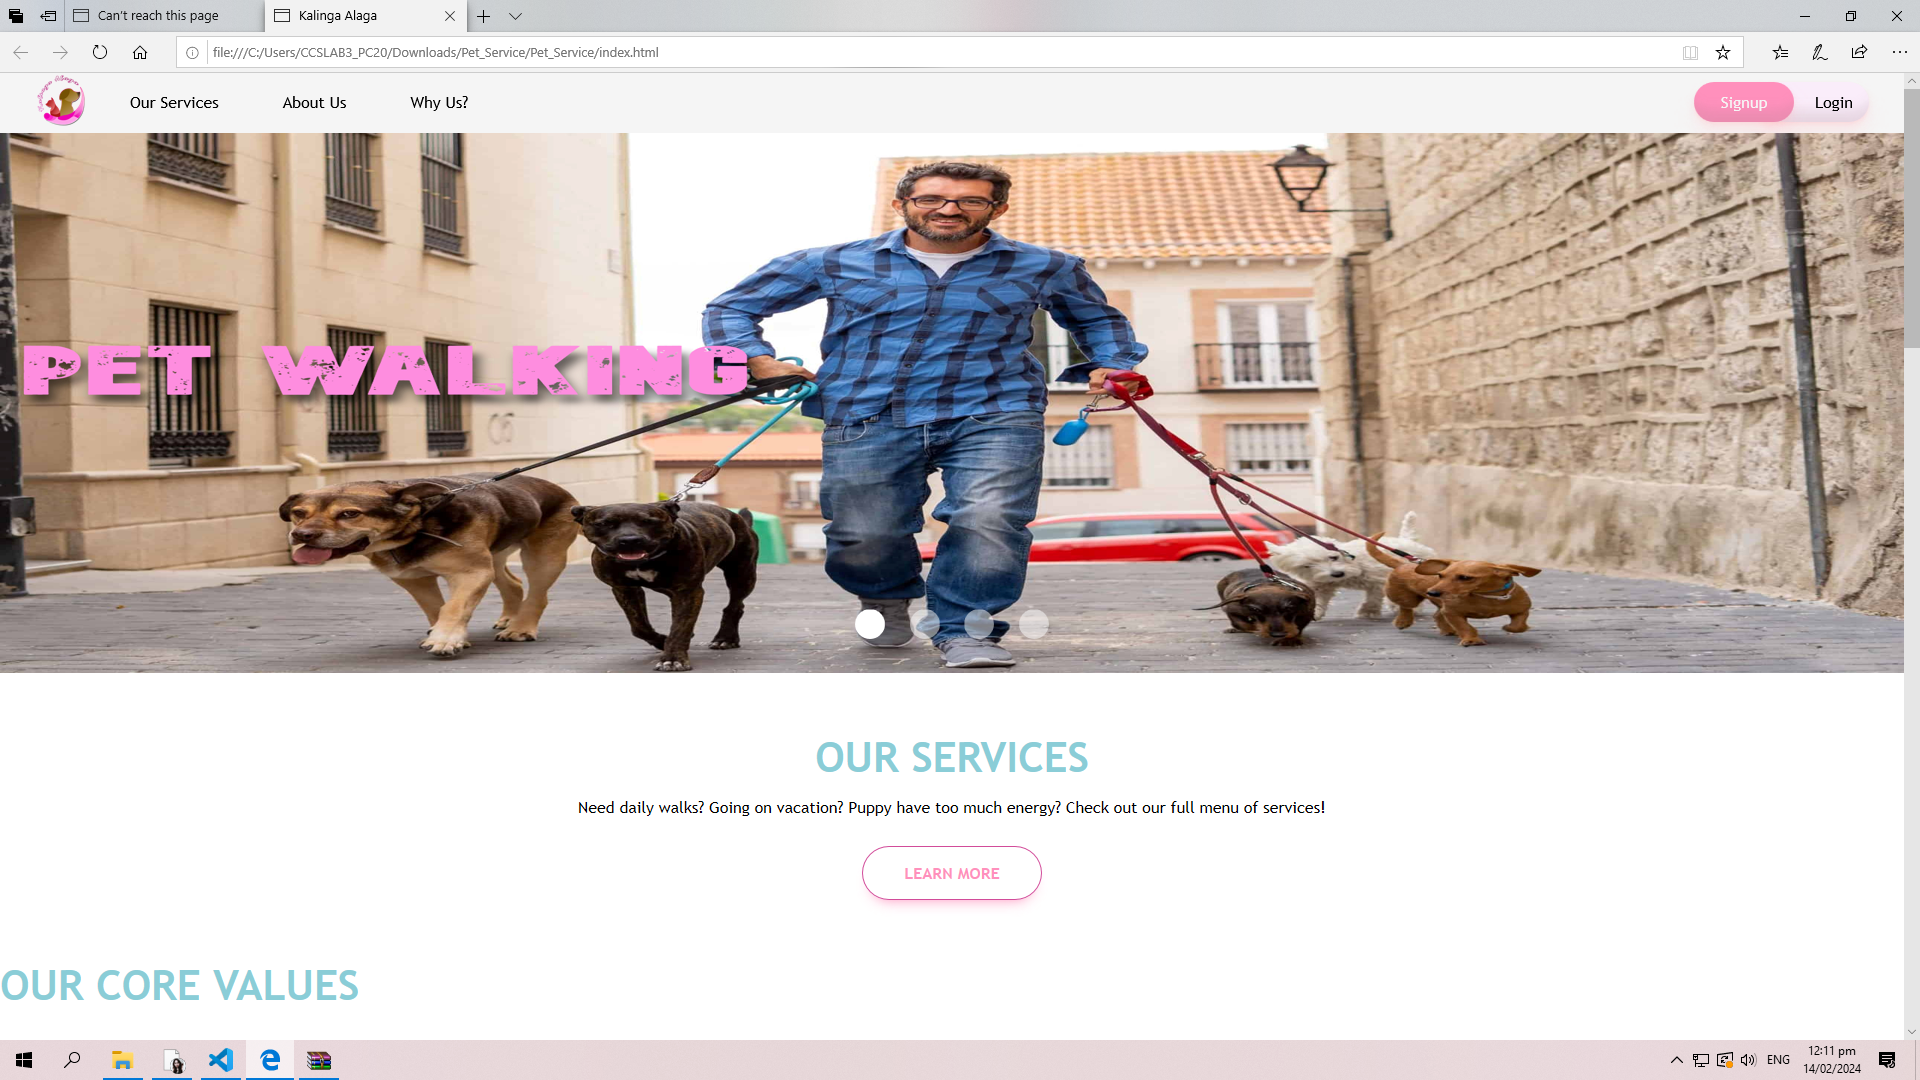 Can't reach this page
Kalinga Alaga
file:///C:/Users/CCSLAB3_PC20/Downloads/Pet_Service/Pet_Service/index.html
Our Services
About Us
Why Us?
Signup
Login
PET WALKING
OUR SERVICES
Need daily walks? Going on vacation? Puppy have too much energy? Check out our full menu of services!
LEARN MORE
OUR CORE VALUES
ENG
12:11 pm
14/02/2024